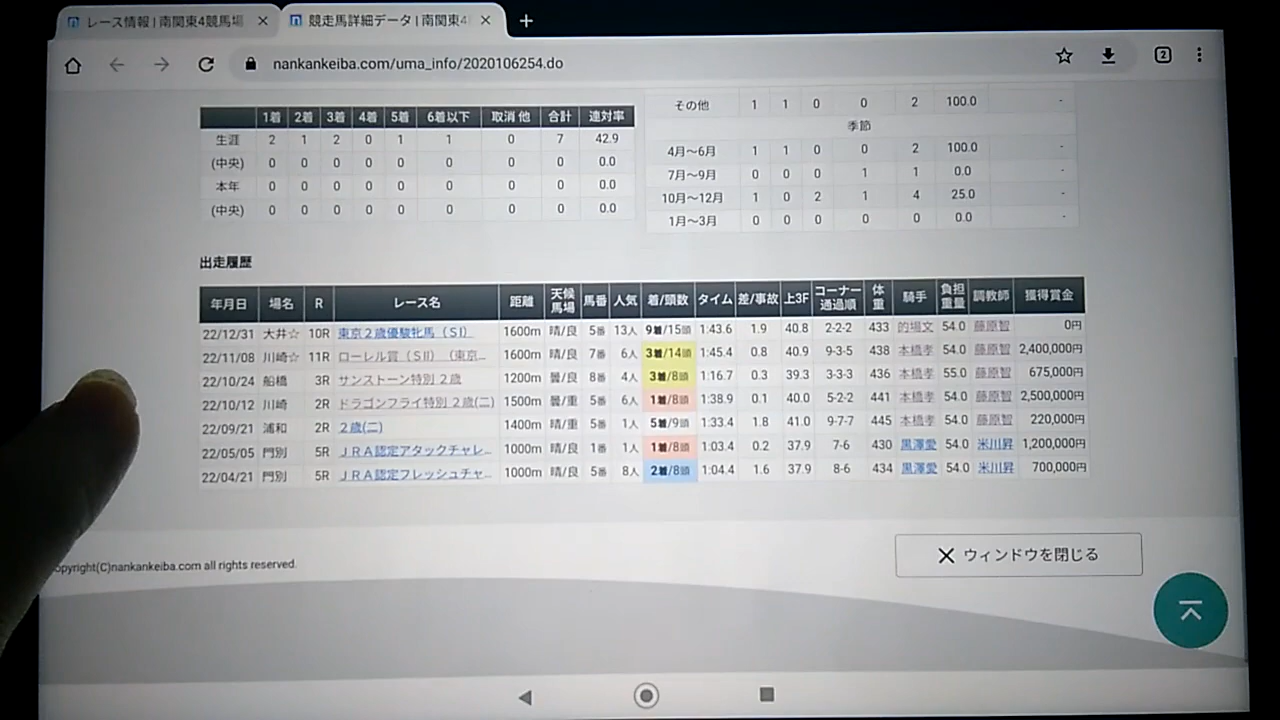 レース情報 | 南関東4競馬場
競走馬詳細データ | 南関東4
nankankeiba.com/uma_info/2020106254.do
2
1着 2着 3着 4着 5着 6着以下 取消 他 合計 連対率
生涯 2 1 2 0 1 1 0 7 42.9
(中央) 0 0 0 0 0 0 0 0 0.0
本年 0 0 0 0 0 0 0 0 0.0
(中央) 0 0 0 0 0 0 0 0 0.0
その他 1 1 0 0 2 100.0 -
季節
4月〜6月 1 1 0 0 2 100.0 -
7月〜9月 0 0 0 1 1 0.0 -
10月〜12月 1 0 2 1 4 25.0 -
1月〜3月 0 0 0 0 0 0.0 -
出走履歴
年月日 場名 R レース名 距離 天候 馬場 馬番 人気 着/頭数 タイム 差/事故 上3F コーナー 通過順 体重 騎手 負担 重量 調教師 獲得賞金
22/12/31 大井☆ 10R 東京２歳優駿牝馬（ＳⅠ） 1600m 晴/良 5番 13人 9着/15頭 1:43.6 1.9 40.8 2-2-2 433 的場文 54.0 藤原智 0円
22/11/08 川崎☆ 11R ローレル賞（ＳⅡ）（東京... 1600m 晴/良 7番 6人 3着/14頭 1:45.4 0.8 40.9 9-3-5 438 本橋孝 54.0 藤原智 2,400,000円
22/10/24 船橋 3R サンストーン特別 ２歳 1200m 曇/良 8番 4人 3着/8頭 1:16.7 0.3 39.3 3-3-3 436 本橋孝 55.0 藤原智 675,000円
22/10/12 川崎 2R ドラゴンフライ特別 ２歳(二) 1500m 曇/重 5番 6人 1着/8頭 1:38.9 0.1 40.0 5-2-2 441 本橋孝 54.0 藤原智 2,500,000円
22/09/21 浦和 2R ２歳(二) 1400m 晴/重 5番 1人 5着/9頭 1:33.4 1.8 41.0 9-7-7 445 本橋孝 54.0 藤原智 220,000円
22/05/05 門別 5R ＪＲＡ認定アタックチャレ... 1000m 晴/良 1番 1人 1着/8頭 1:03.4 0.2 37.9 7-6 430 黒澤愛 54.0 米川昇 1,200,000円
22/04/21 門別 5R ＪＲＡ認定フレッシュチャ... 1000m 晴/良 5番 8人 2着/8頭 1:04.4 1.6 37.9 8-6 434 黒澤愛 54.0 米川昇 700,000円
opyright(C)nankankeiba.com all rights reserved.
ウィンドウを閉じる